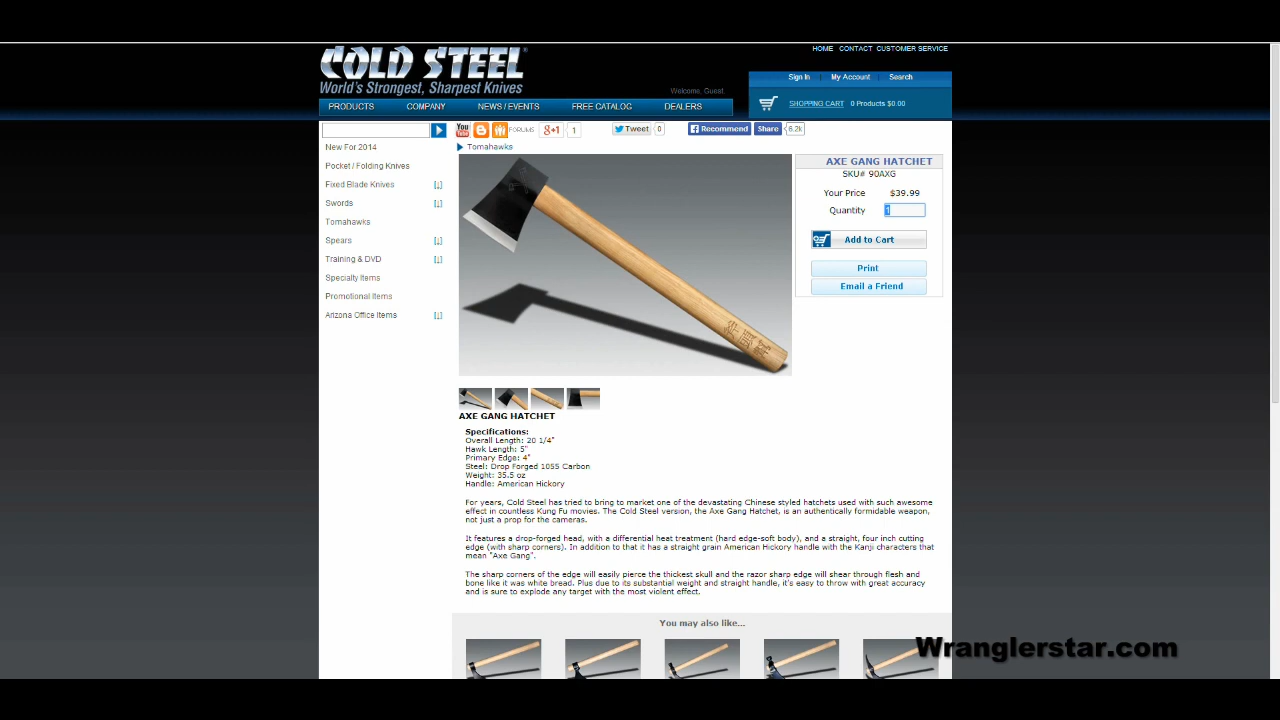 COLD STEEL
World's Strongest, Sharpest Knives
HOME CONTACT CUSTOMER SERVICE
Sign In My Account Search
Welcome, Guest.
SHOPPING CART 0 Products $0.00
PRODUCTS COMPANY NEWS / EVENTS FREE CATALOG DEALERS
You FORUMS g+1 1 Tweet 0 Recommend Share 6.2k
New For 2014
Pocket / Folding Knives
Fixed Blade Knives [↓]
Swords [↓]
Tomahawks
Spears [↓]
Training & DVD [↓]
Specialty Items
Promotional Items
Arizona Office Items [↓]
Tomahawks
AXE GANG HATCHET
SKU# 90AXG
Your Price $39.99
Quantity 1
Add to Cart
Print
Email a Friend
AXE GANG HATCHET
Specifications:
Overall Length: 20 1/4"
Hawk Length: 5"
Primary Edge: 4"
Steel: Drop Forged 1055 Carbon
Weight: 35.5 oz
Handle: American Hickory
For years, Cold Steel has tried to bring to market one of the devastating Chinese styled hatchets used with such awesome
effect in countless Kung Fu movies. The Cold Steel version, the Axe Gang Hatchet, is an authentically formidable weapon,
not just a prop for the cameras.
It features a drop-forged head, with a differential heat treatment (hard edge-soft body), and a straight, four inch cutting
edge (with sharp corners). In addition to that it has a straight grain American Hickory handle with the Kanji characters that
mean "Axe Gang".
The sharp corners of the edge will easily pierce the thickest skull and the razor sharp edge will shear through flesh and
bone like it was white bread. Plus due to its substantial weight and straight handle, it's easy to throw with great accuracy
and is sure to explode any target with the most violent effect.
You may also like...
Wranglerstar.com